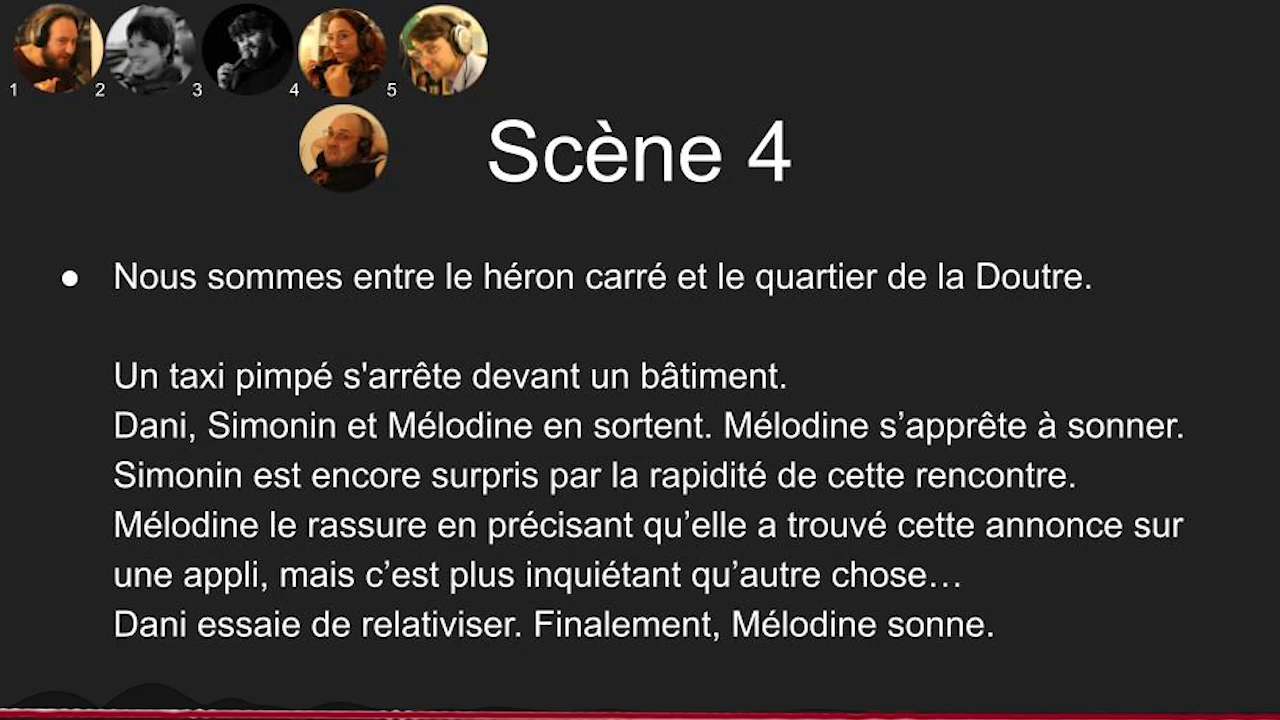 1 2 3 4 5
Scène 4
● Nous sommes entre le héron carré et le quartier de la Doutre.
Un taxi pimpé s'arrête devant un bâtiment.
Dani, Simonin et Mélodine en sortent. Mélodine s’apprête à sonner.
Simonin est encore surpris par la rapidité de cette rencontre.
Mélodine le rassure en précisant qu’elle a trouvé cette annonce sur
une appli, mais c’est plus inquiétant qu’autre chose…
Dani essaie de relativiser. Finalement, Mélodine sonne.